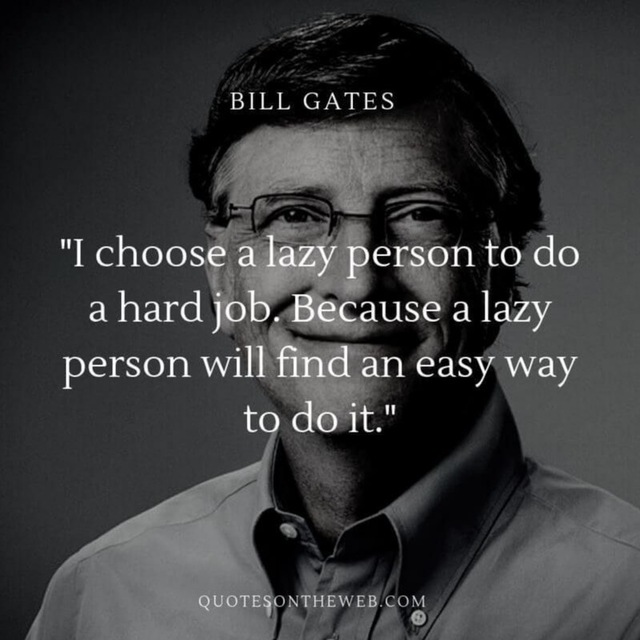 BILL GATES
"I choose a lazy person to do
a hard job. Because a lazy
person will find an easy way
to do it."
QUOTESONTHEWEB.COM